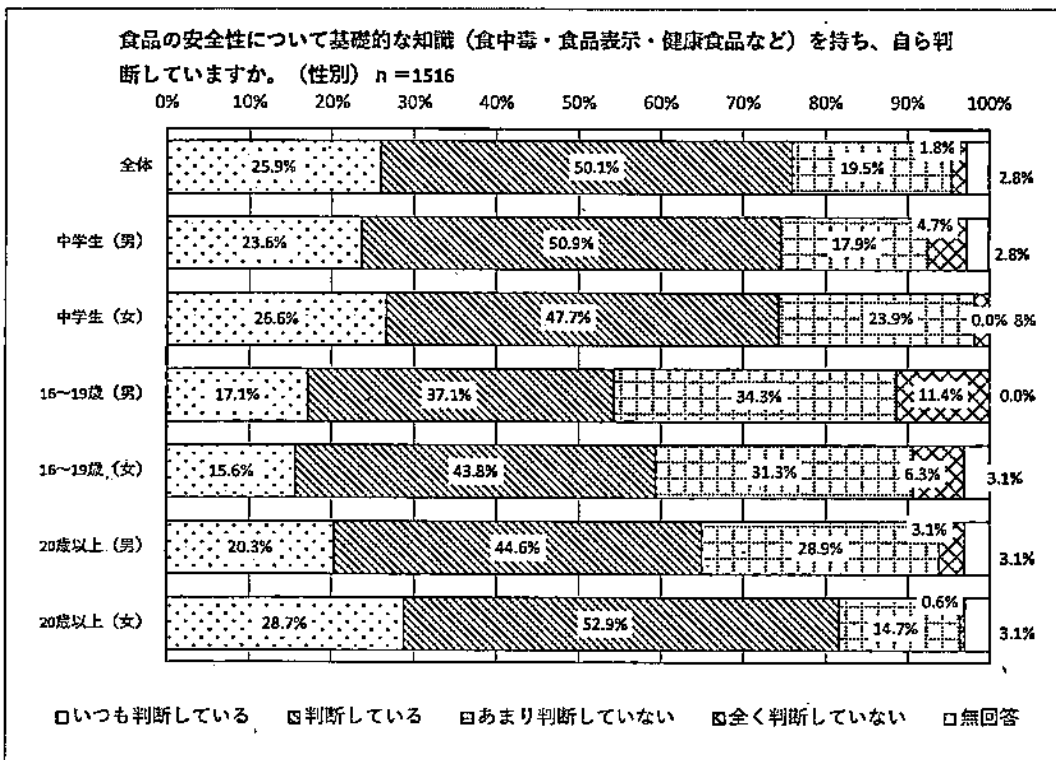 食品の安全性について基礎的な知識（食中毒・食品表示・健康食品など）を持ち、自ら判
断していますか。（性別）n＝1516
0% 10% 20% 30% 40% 50% 60% 70% 80% 90% 100%
全体 25.9% 50.1% 19.5% 1.8% 2.8%
中学生（男） 23.6% 50.9% 17.9% 4.7% 2.8%
中学生（女） 26.6% 47.7% 23.9% 0.0% 8%
16～19歳（男） 17.1% 37.1% 34.3% 11.4% 0.0%
16～19歳（女） 15.6% 43.8% 31.3% 6.3% 3.1%
20歳以上（男） 20.3% 44.6% 28.9% 3.1% 3.1%
20歳以上（女） 28.7% 52.9% 14.7% 0.6% 3.1%
いつも判断している 判断している あまり判断していない 全く判断していない 無回答